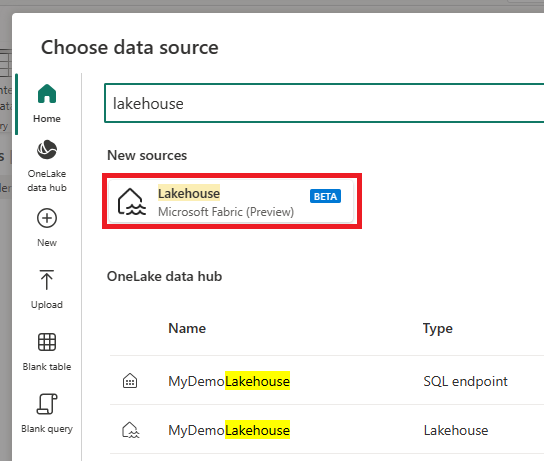 Choose data source
Home
OneLake
data hub
New
Upload
Blank table
Blank query
lakehouse
New sources
Lakehouse
BETA
Microsoft Fabric (Preview)
OneLake data hub
Name Type
MyDemoLakehouse SQL endpoint
MyDemoLakehouse Lakehouse